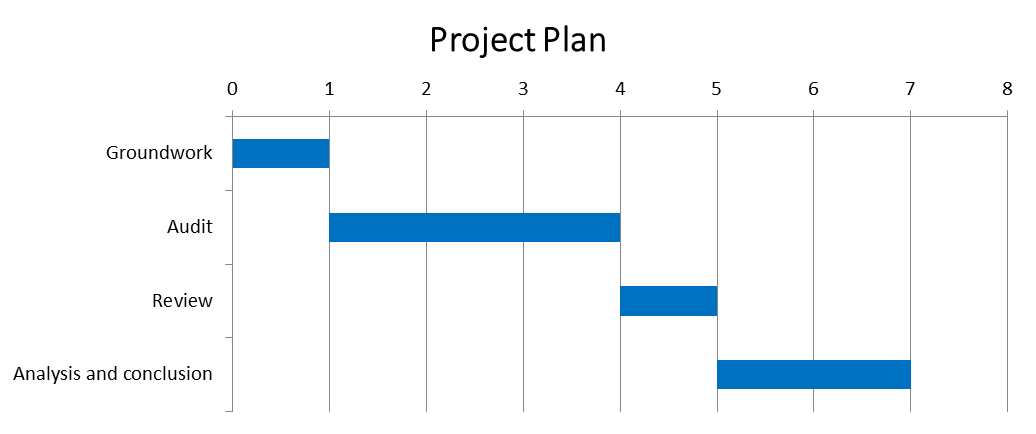 Project Plan
0 1 2 3 4 5 6 7 8
Groundwork
Audit
Review
Analysis and conclusion